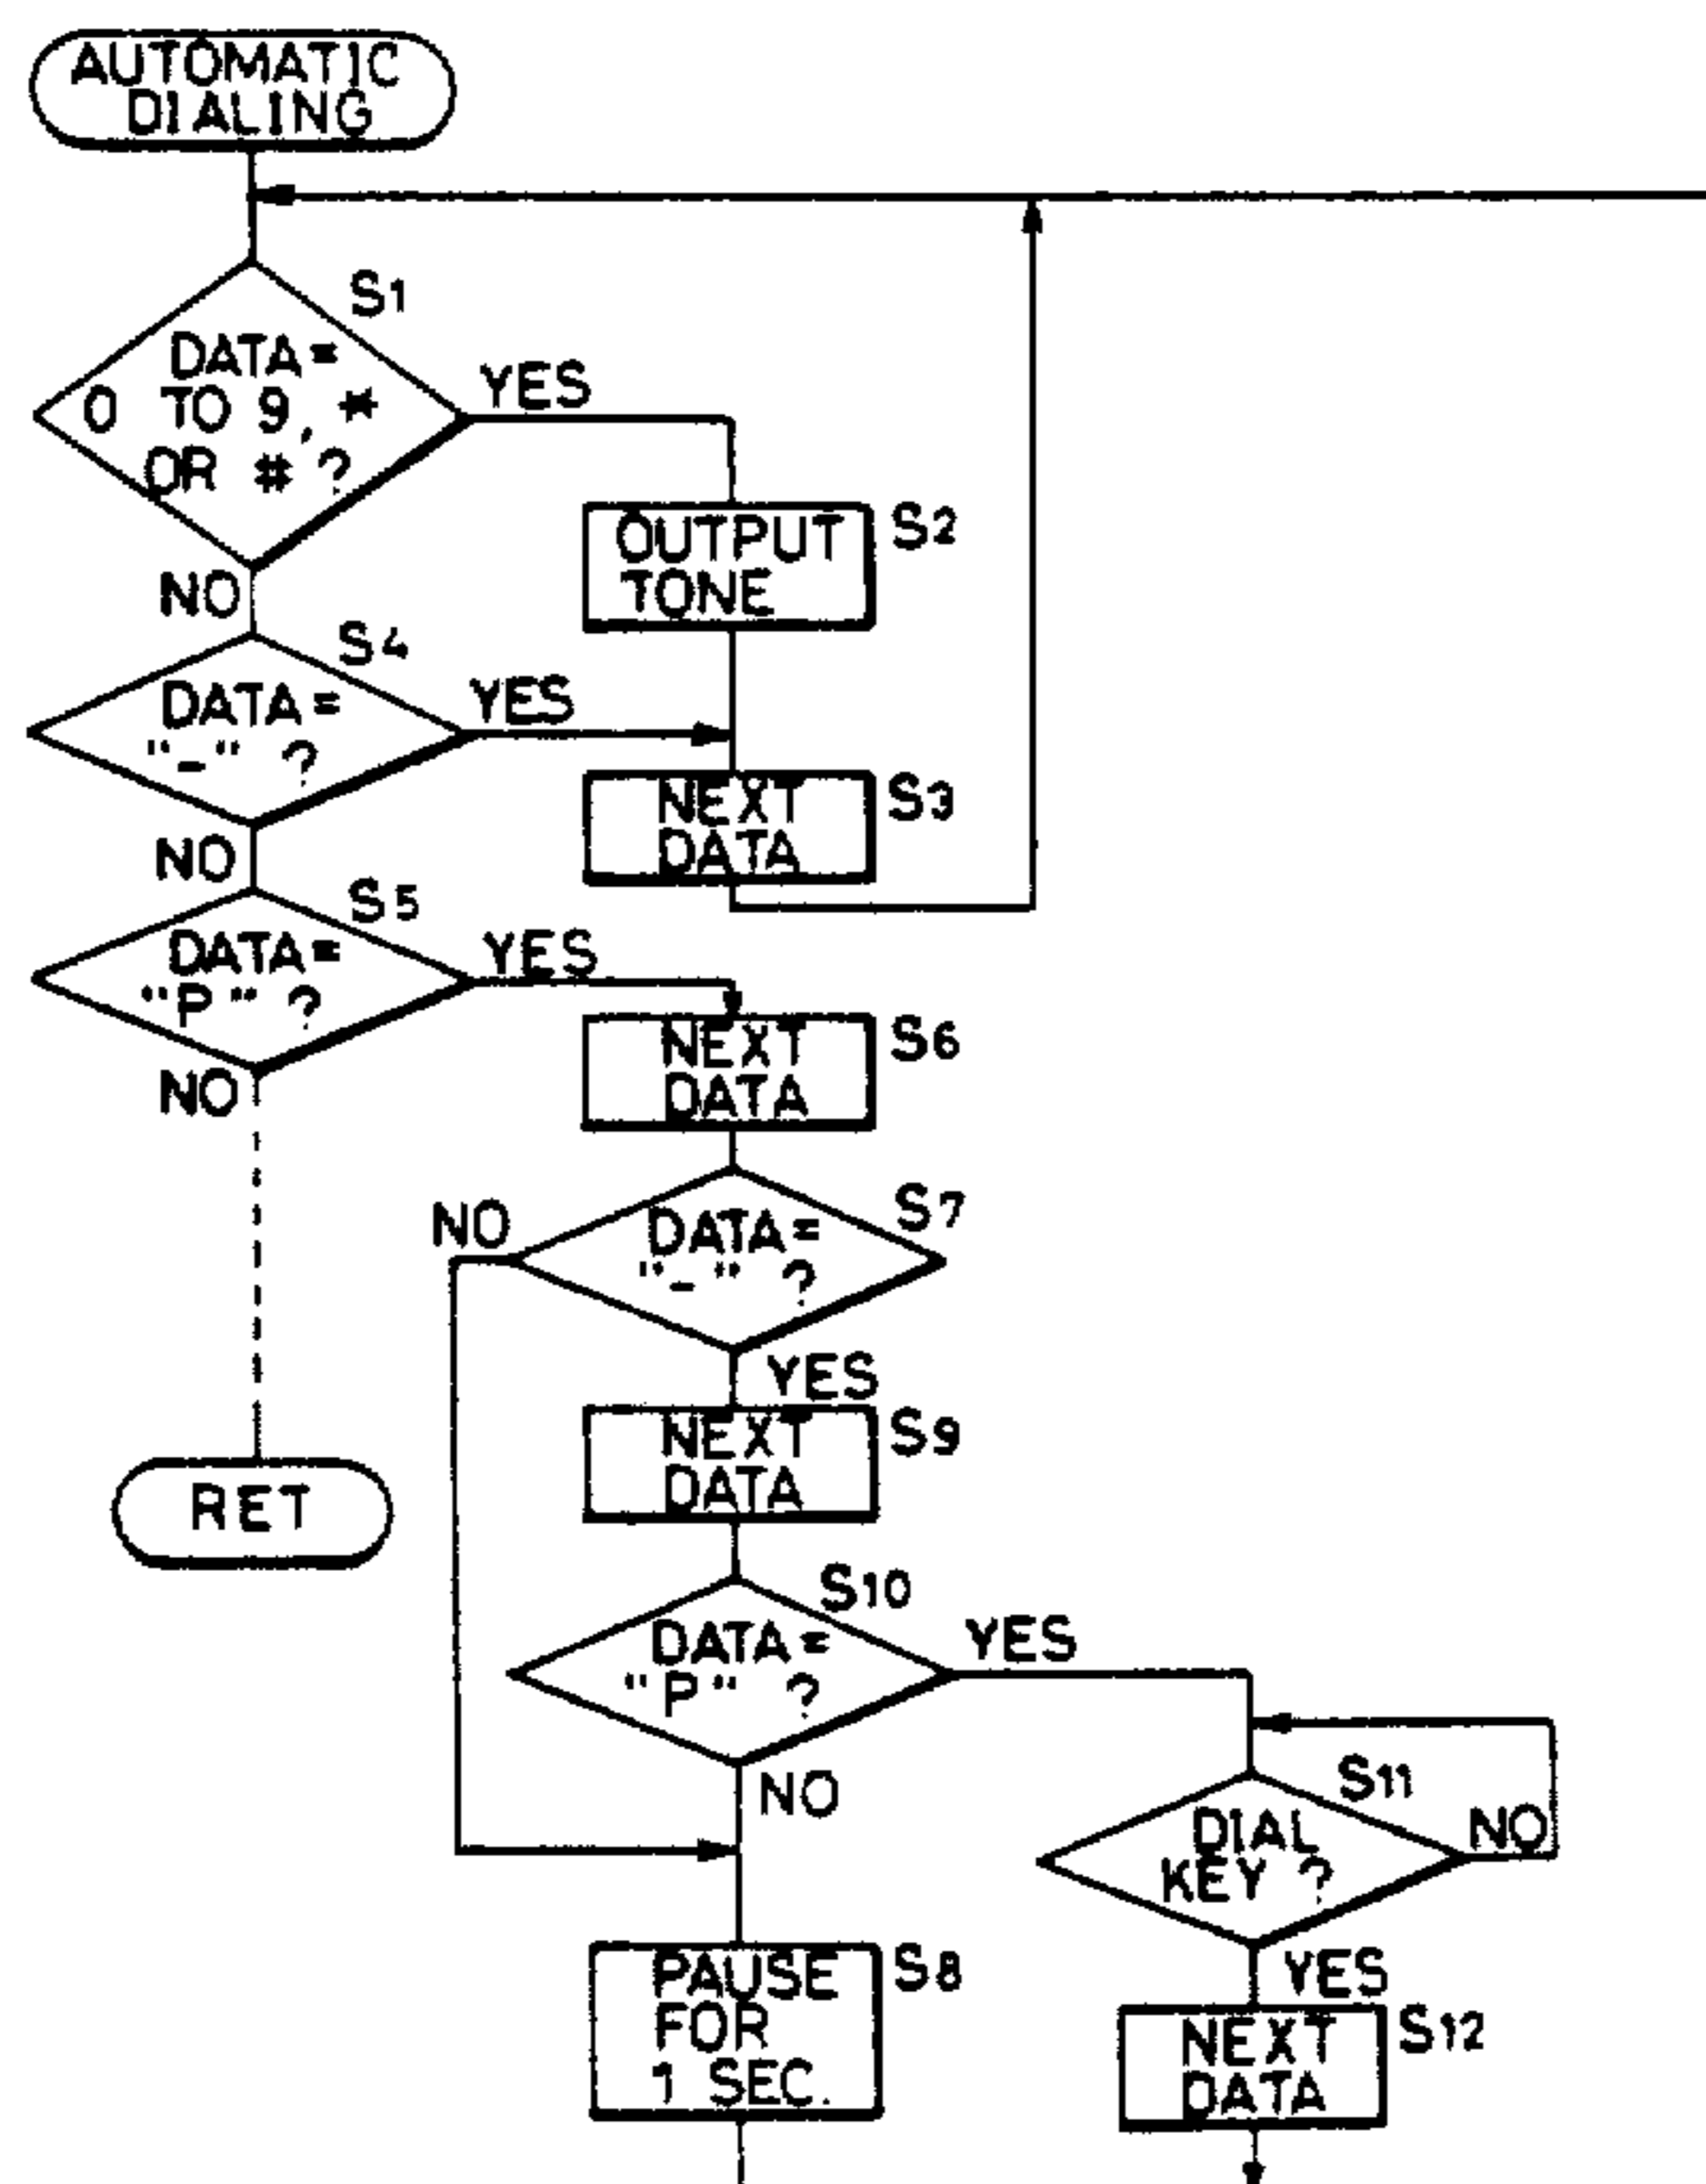 AUTOMATIC
DIALING
S1
DATA=
0 TO 9, *
OR # ?
YES
NO
S2
OUTPUT
TONE
S4
DATA=
"-" ?
YES
NO
S3
NEXT
DATA
S5
DATA=
"P" ?
YES
NO
S6
NEXT
DATA
S7
NO
DATA=
"-" ?
YES
S9
NEXT
DATA
RET
S10
DATA=
"P" ?
YES
NO
S11
DIAL
KEY ?
NO
YES
S8
PAUSE
FOR
1 SEC.
S12
NEXT
DATA